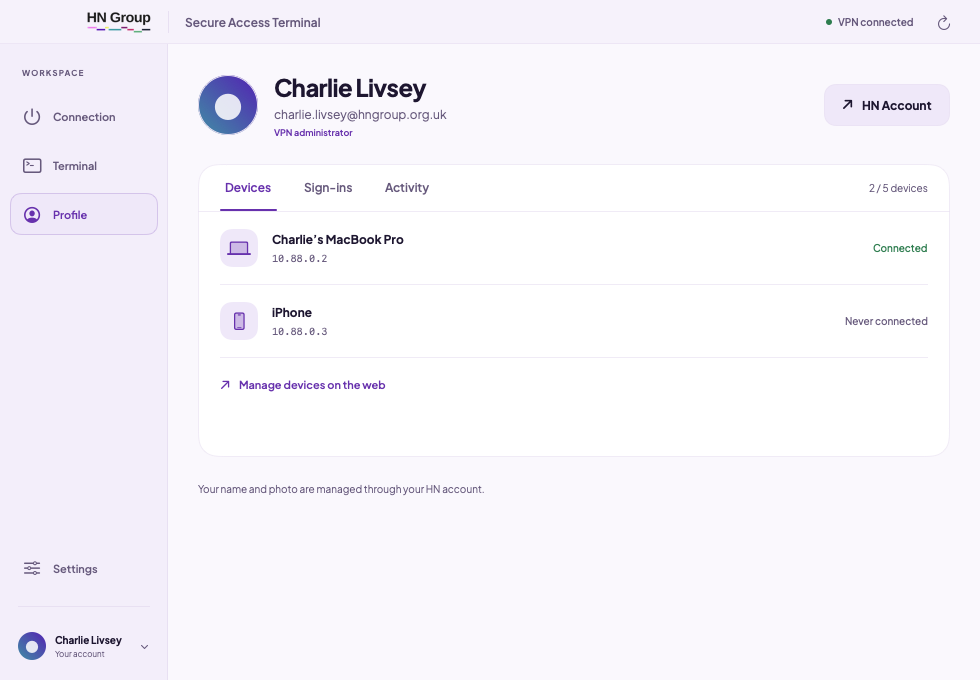 HN Group
Secure Access Terminal
VPN connected
WORKSPACE
Connection
Terminal
Profile
Charlie Livsey
charlie.livsey@hngroup.org.uk
VPN administrator
HN Account
Devices
Sign-ins
Activity
2 / 5 devices
Charlie’s MacBook Pro
10.88.0.2
Connected
iPhone
10.88.0.3
Never connected
Manage devices on the web
Your name and photo are managed through your HN account.
Settings
Charlie Livsey
Your account